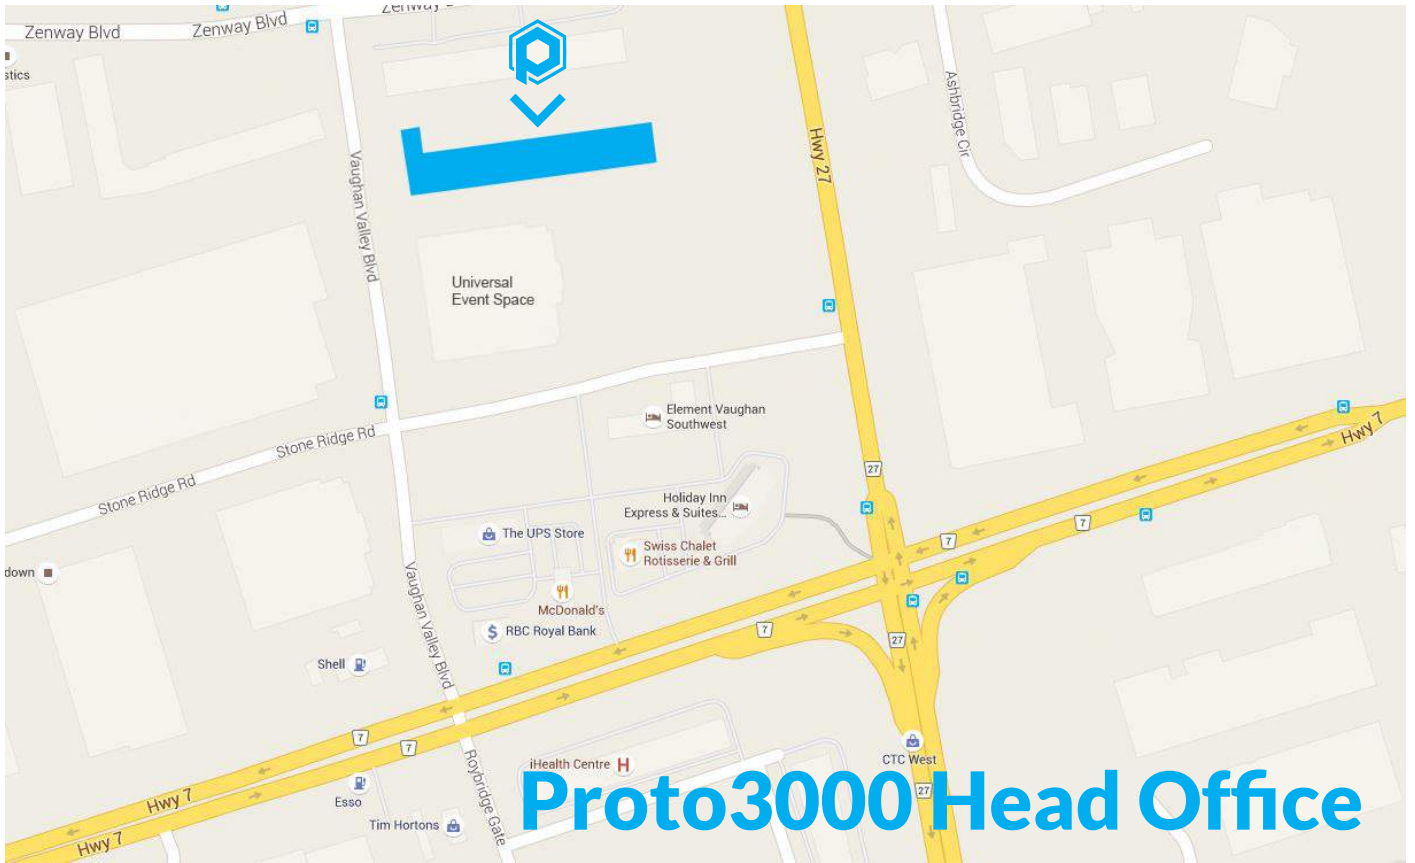 Zenway Blvd
Zenway Blvd
stics
Ashbridge Cir
Hwy 27
Vaughan Valley Blvd
Universal
Event Space
Element Vaughan
Southwest
Stone Ridge Rd
Hwy 7
27
Stone Ridge Rd
Holiday Inn
Express & Suites...
The UPS Store
7
7
Swiss Chalet
Rotisserie & Grill
down
McDonald's
Vaughan Valley Blvd
$ RBC Royal Bank
7
27
Shell
7
7
iHealth Centre H
CTC West
Roybridge Gate
Esso
Hwy 7
27
Proto3000 Head Office
Tim Hortons
Hwy 7